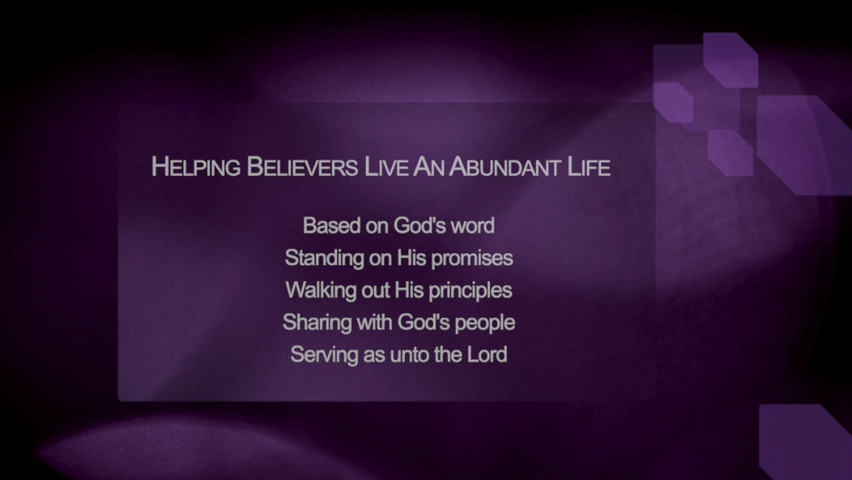 HELPING BELIEVERS LIVE AN ABUNDANT LIFE
Based on God's word
Standing on His promises
Walking out His principles
Sharing with God's people
Serving as unto the Lord